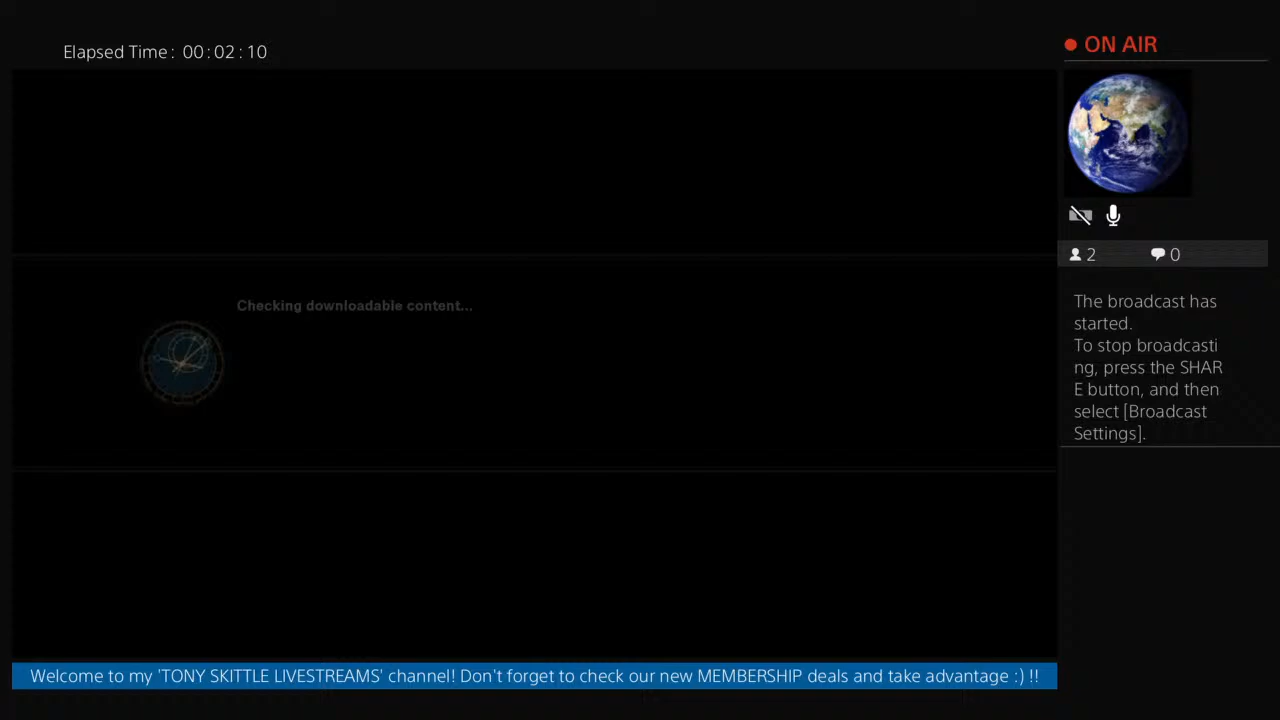 Elapsed Time: 00:02:10
ON AIR
2 0
Checking downloadable content...
The broadcast has
started.
To stop broadcasti
ng, press the SHAR
E button, and then
select [Broadcast
Settings].
Welcome to my 'TONY SKITTLE LIVESTREAMS' channel! Don't forget to check our new MEMBERSHIP deals and take advantage :) !!